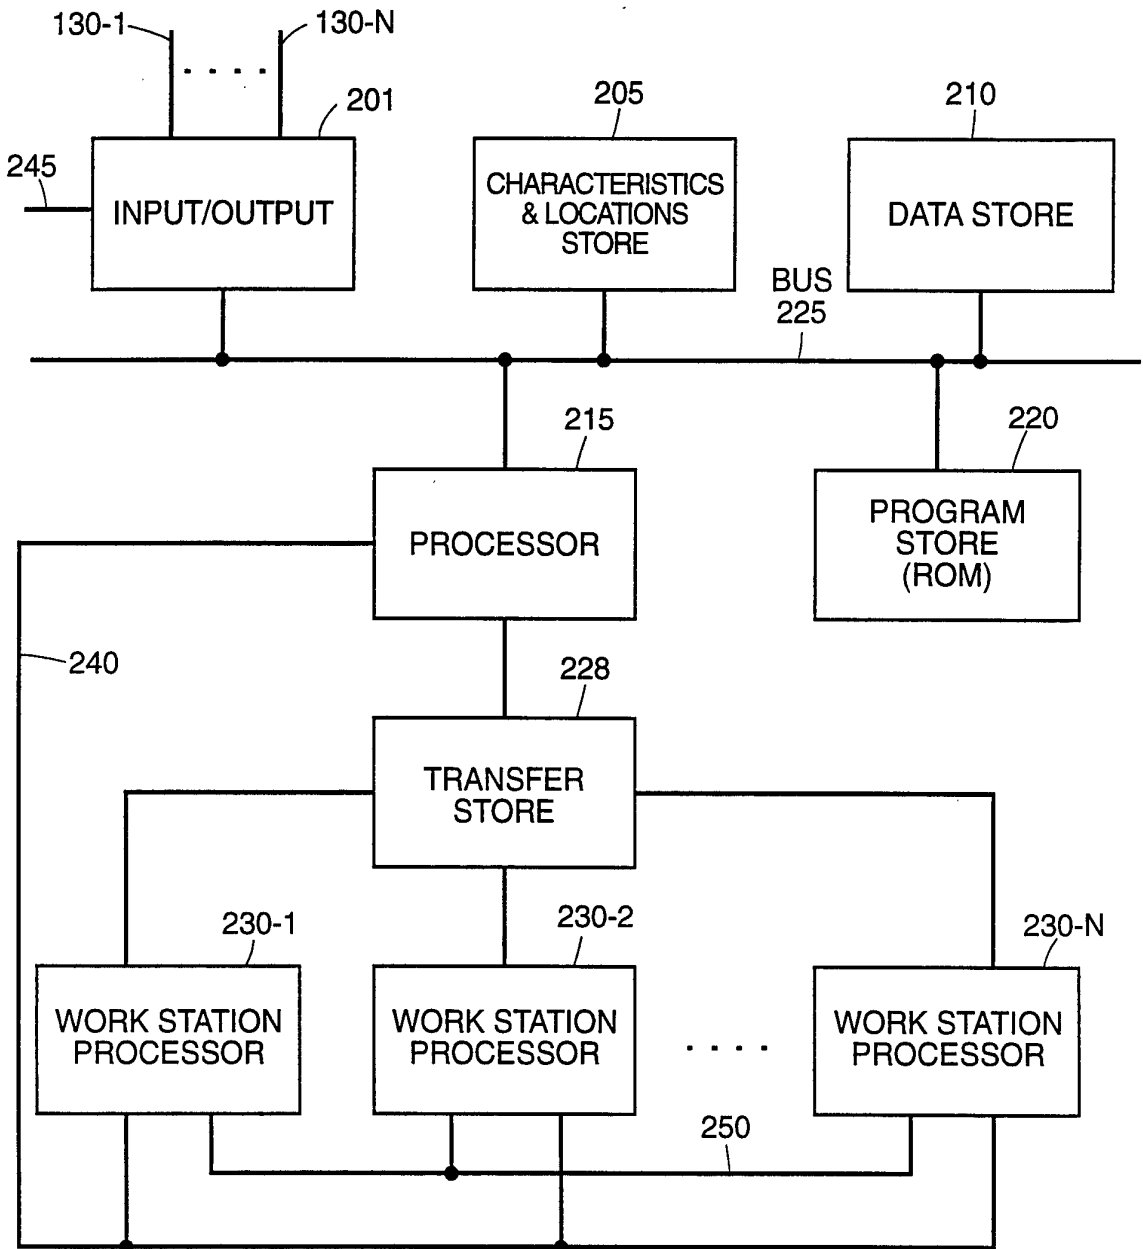 130-1
130-N
201
205
210
245
INPUT/OUTPUT
CHARACTERISTICS
& LOCATIONS
STORE
DATA STORE
BUS
225
215
220
PROCESSOR
PROGRAM
STORE
(ROM)
240
228
TRANSFER
STORE
230-1
230-2
230-N
WORK STATION
PROCESSOR
WORK STATION
PROCESSOR
WORK STATION
PROCESSOR
250